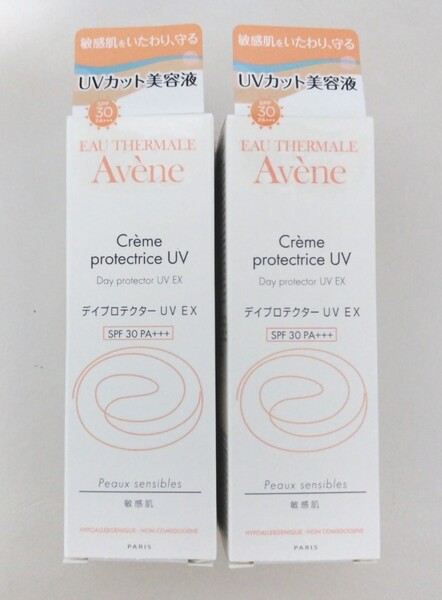 敏感肌をいたわり、守る
UVカット美容液
SPF
30
PA+++
EAU THERMALE
Avène
Crème
protectrice UV
Day protector UV EX
デイプロテクター UV EX
SPF 30 PA+++
Peaux sensibles
敏感肌
HYPOALLERGENIQUE - NON COMEDOGENE
PARIS
敏感肌をいたわり、守る
UVカット美容液
SPF
30
PA+++
EAU THERMALE
Avène
Crème
protectrice UV
Day protector UV EX
デイプロテクター UV EX
SPF 30 PA+++
Peaux sensibles
敏感肌
HYPOALLERGENIQUE - NON COMEDOGENE
PARIS